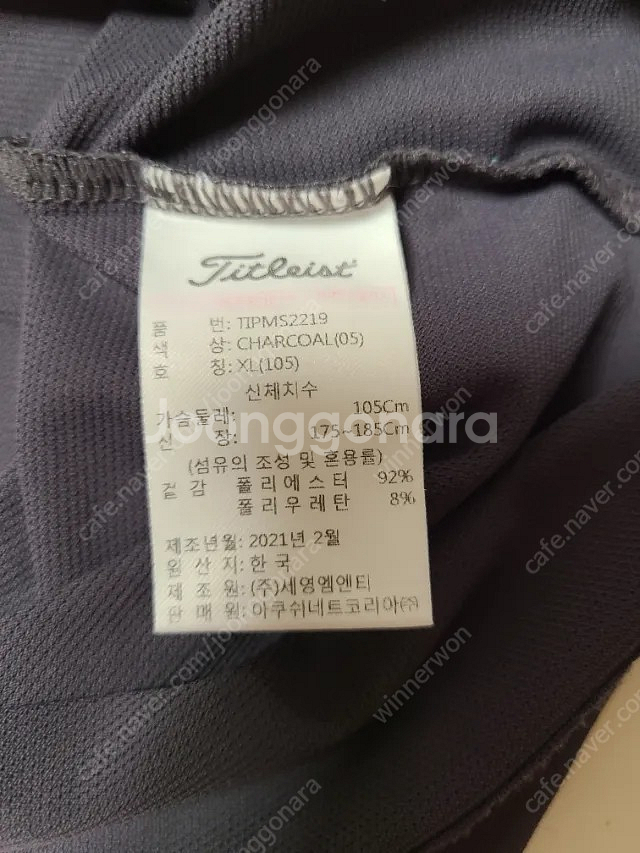 Titleist
품 번: TIPMS2219
색 상: CHARCOAL(05)
호 칭: XL(105)
신체치수
가슴둘레: 105Cm
신 장: 175~185Cm
(섬유의 조성 및 혼용률)
겉 감 폴리에스터 92%
폴리우레탄 8%
제조년월: 2021년 2월
원 산 지: 한 국
제 조 원: (주)세영엠엔티
판 매 원: 아쿠쉬네트코리아(주)
Joonggonara
cafe.naver.com/joonggonara
winnerwon